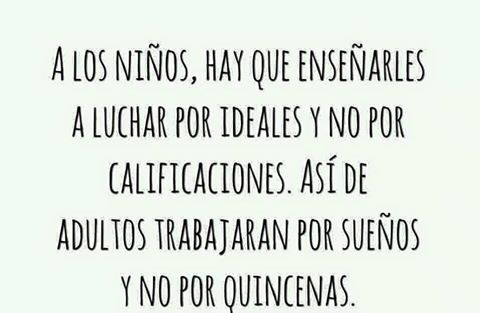 A LOS NIÑOS, HAY QUE ENSEÑARLES
A LUCHAR POR IDEALES Y NO POR
CALIFICACIONES. ASÍ DE
ADULTOS TRABAJARAN POR SUEÑOS
Y NO POR QUINCENAS.